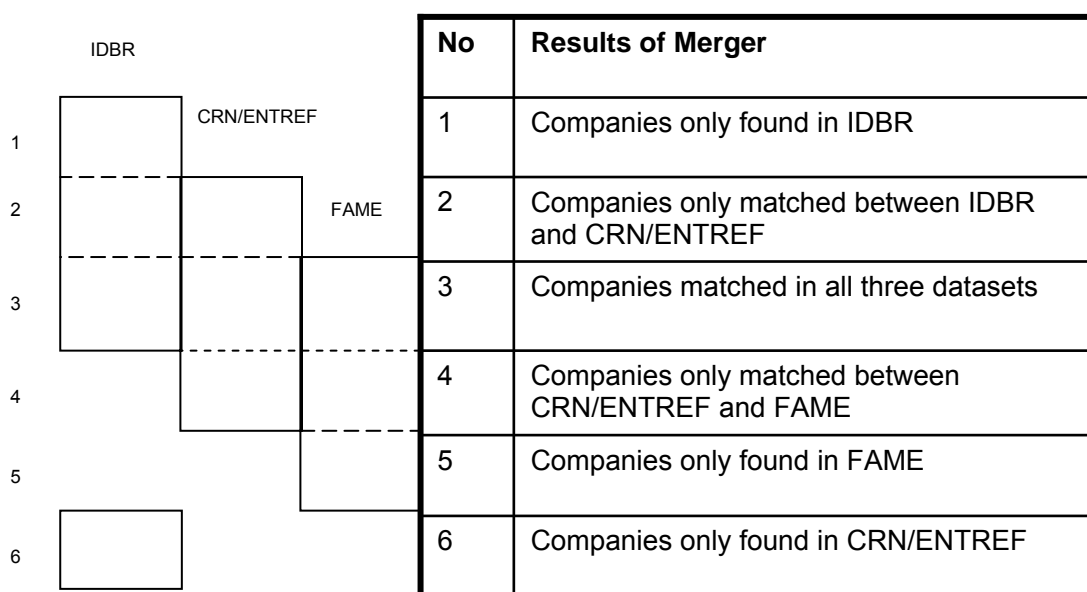 IDBR
CRN/ENTREF
FAME
1
2
3
4
5
6
No Results of Merger
1 Companies only found in IDBR
2 Companies only matched between IDBR
and CRN/ENTREF
3 Companies matched in all three datasets
4 Companies only matched between
CRN/ENTREF and FAME
5 Companies only found in FAME
6 Companies only found in CRN/ENTREF